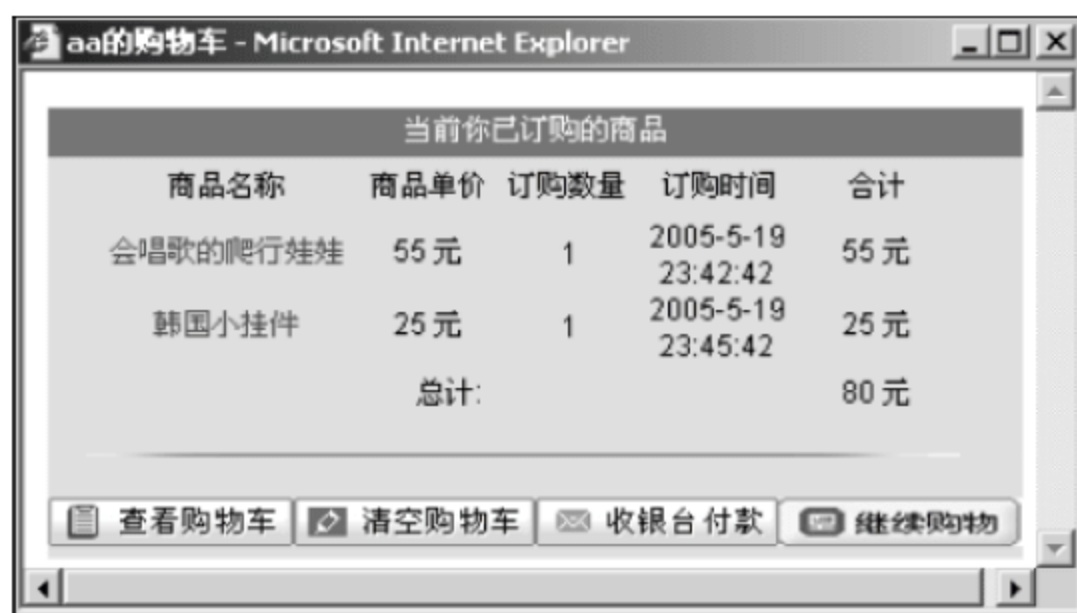 aa的购物车 - Microsoft Internet Explorer
当前你已订购的商品
商品名称 商品单价 订购数量 订购时间 合计
会唱歌的爬行娃娃 55元 1 2005-5-19 23:42:42 55元
韩国小挂件 25元 1 2005-5-19 23:45:42 25元
总计: 80元
查看购物车 清空购物车 收银台付款 继续购物